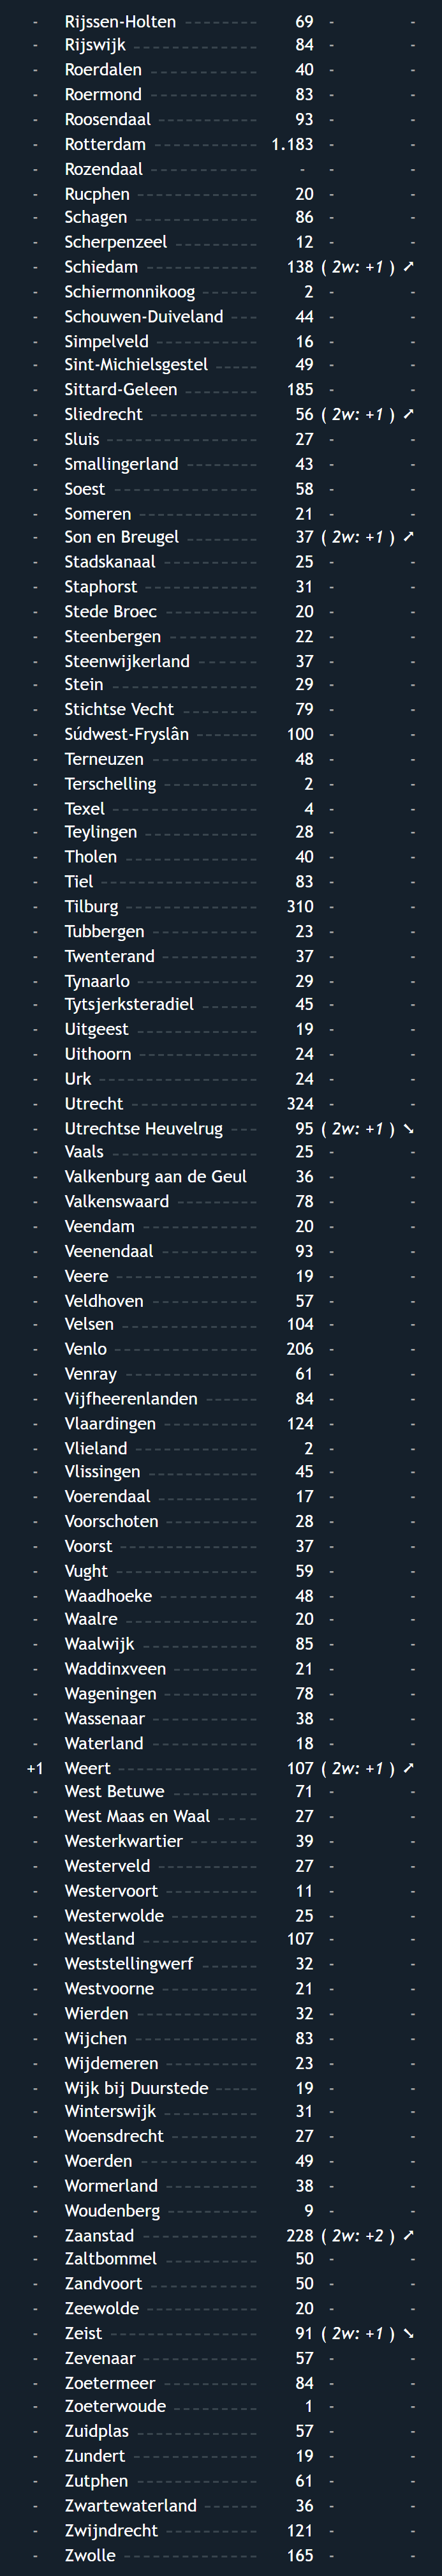 - Rijssen-Holten 69 - -
- Rijswijk 84 - -
- Roerdalen 40 - -
- Roermond 83 - -
- Roosendaal 93 - -
- Rotterdam 1.183 - -
- Rozendaal - - -
- Rucphen 20 - -
- Schagen 86 - -
- Scherpenzeel 12 - -
- Schiedam 138 ( 2w: +1 ) ➚
- Schiermonnikoog 2 - -
- Schouwen-Duiveland 44 - -
- Simpelveld 16 - -
- Sint-Michielsgestel 49 - -
- Sittard-Geleen 185 - -
- Sliedrecht 56 ( 2w: +1 ) ➚
- Sluis 27 - -
- Smallingerland 43 - -
- Soest 58 - -
- Someren 21 - -
- Son en Breugel 37 ( 2w: +1 ) ➚
- Stadskanaal 25 - -
- Staphorst 31 - -
- Stede Broec 20 - -
- Steenbergen 22 - -
- Steenwijkerland 37 - -
- Stein 29 - -
- Stichtse Vecht 79 - -
- Súdwest-Fryslân 100 - -
- Terneuzen 48 - -
- Terschelling 2 - -
- Texel 4 - -
- Teylingen 28 - -
- Tholen 40 - -
- Tiel 83 - -
- Tilburg 310 - -
- Tubbergen 23 - -
- Twenterand 37 - -
- Tynaarlo 29 - -
- Tytsjerksteradiel 45 - -
- Uitgeest 19 - -
- Uithoorn 24 - -
- Urk 24 - -
- Utrecht 324 - -
- Utrechtse Heuvelrug 95 ( 2w: +1 ) ➘
- Vaals 25 - -
- Valkenburg aan de Geul 36 - -
- Valkenswaard 78 - -
- Veendam 20 - -
- Veenendaal 93 - -
- Veere 19 - -
- Veldhoven 57 - -
- Velsen 104 - -
- Venlo 206 - -
- Venray 61 - -
- Vijfheerenlanden 84 - -
- Vlaardingen 124 - -
- Vlieland 2 - -
- Vlissingen 45 - -
- Voerendaal 17 - -
- Voorschoten 28 - -
- Voorst 37 - -
- Vught 59 - -
- Waadhoeke 48 - -
- Waalre 20 - -
- Waalwijk 85 - -
- Waddinxveen 21 - -
- Wageningen 78 - -
- Wassenaar 38 - -
- Waterland 18 - -
+1 Weert 107 ( 2w: +1 ) ➚
- West Betuwe 71 - -
- West Maas en Waal 27 - -
- Westerkwartier 39 - -
- Westerveld 27 - -
- Westervoort 11 - -
- Westerwolde 25 - -
- Westland 107 - -
- Weststellingwerf 32 - -
- Westvoorne 21 - -
- Wierden 32 - -
- Wijchen 83 - -
- Wijdemeren 23 - -
- Wijk bij Duurstede 19 - -
- Winterswijk 31 - -
- Woensdrecht 27 - -
- Woerden 49 - -
- Wormerland 38 - -
- Woudenberg 9 - -
- Zaanstad 228 ( 2w: +2 ) ➚
- Zaltbommel 50 - -
- Zandvoort 50 - -
- Zeewolde 20 - -
- Zeist 91 ( 2w: +1 ) ➘
- Zevenaar 57 - -
- Zoetermeer 84 - -
- Zoeterwoude 1 - -
- Zuidplas 57 - -
- Zundert 19 - -
- Zutphen 61 - -
- Zwartewaterland 36 - -
- Zwijndrecht 121 - -
- Zwolle 165 - -